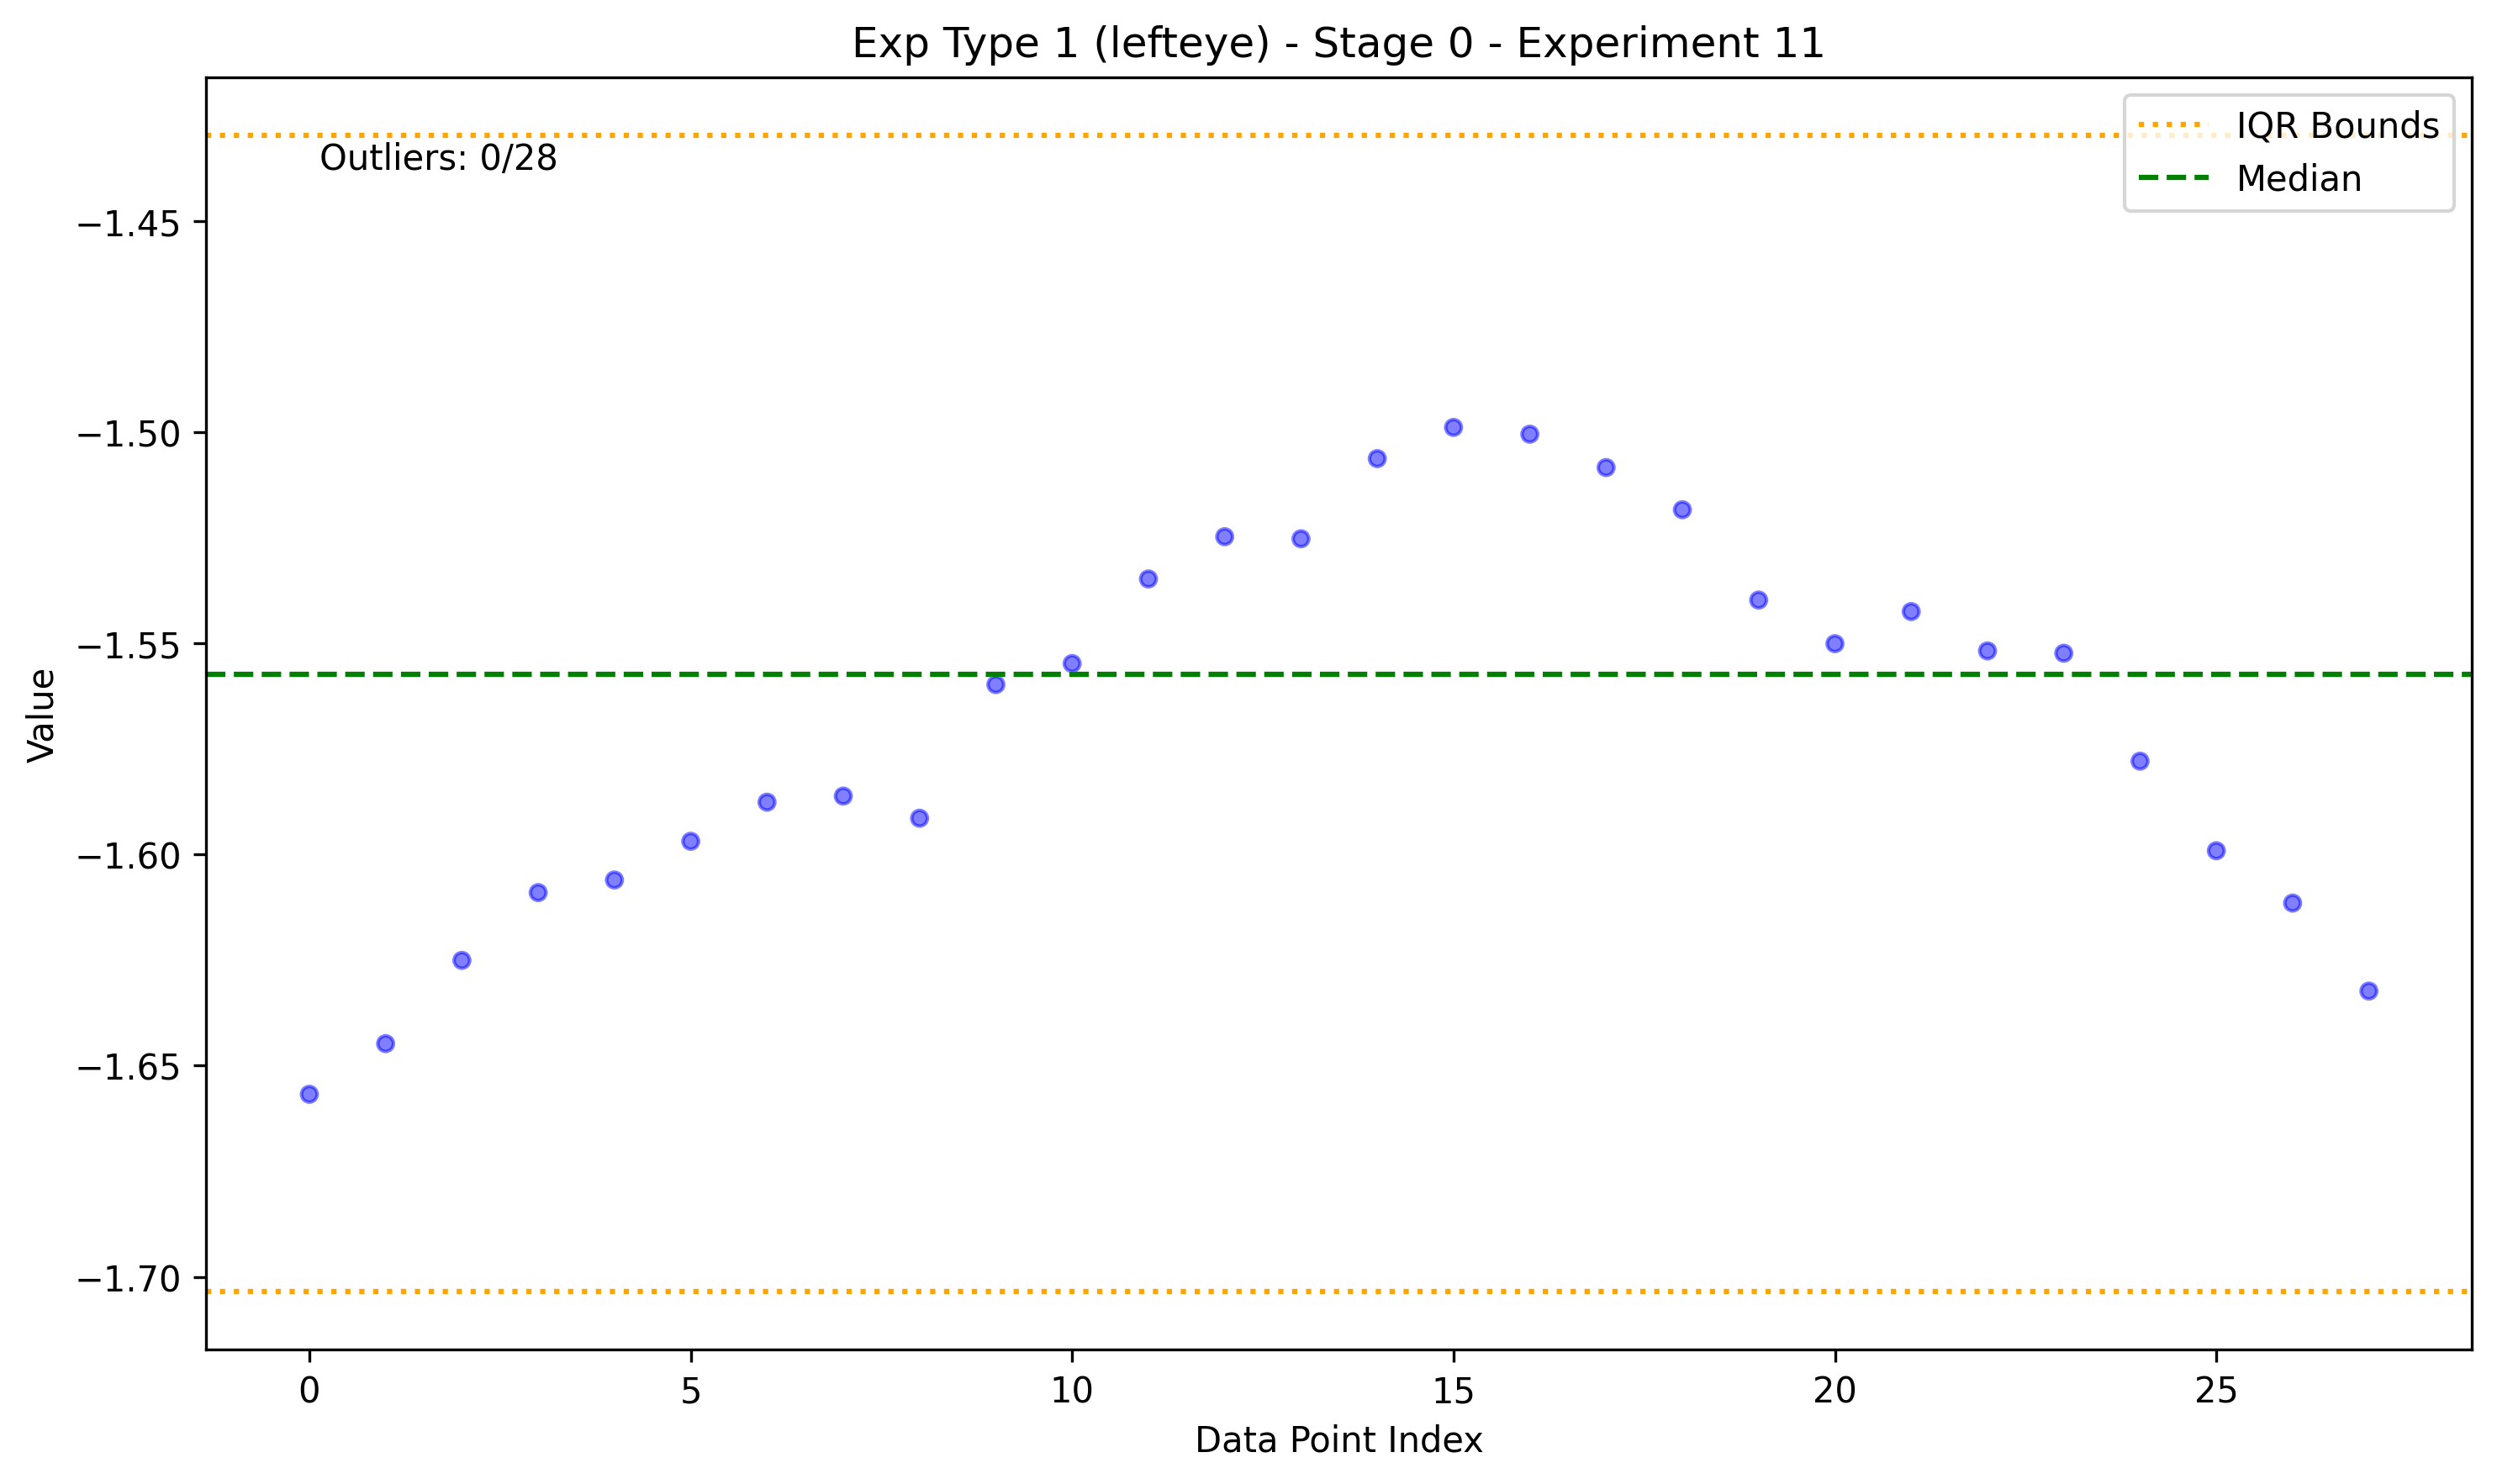 Exp Type 1 (lefteye) - Stage 0 - Experiment 11
IQR Bounds
Median
Outliers: 0/28
−1.45
−1.50
−1.55
−1.60
−1.65
−1.70
Value
0 5 10 15 20 25
Data Point Index